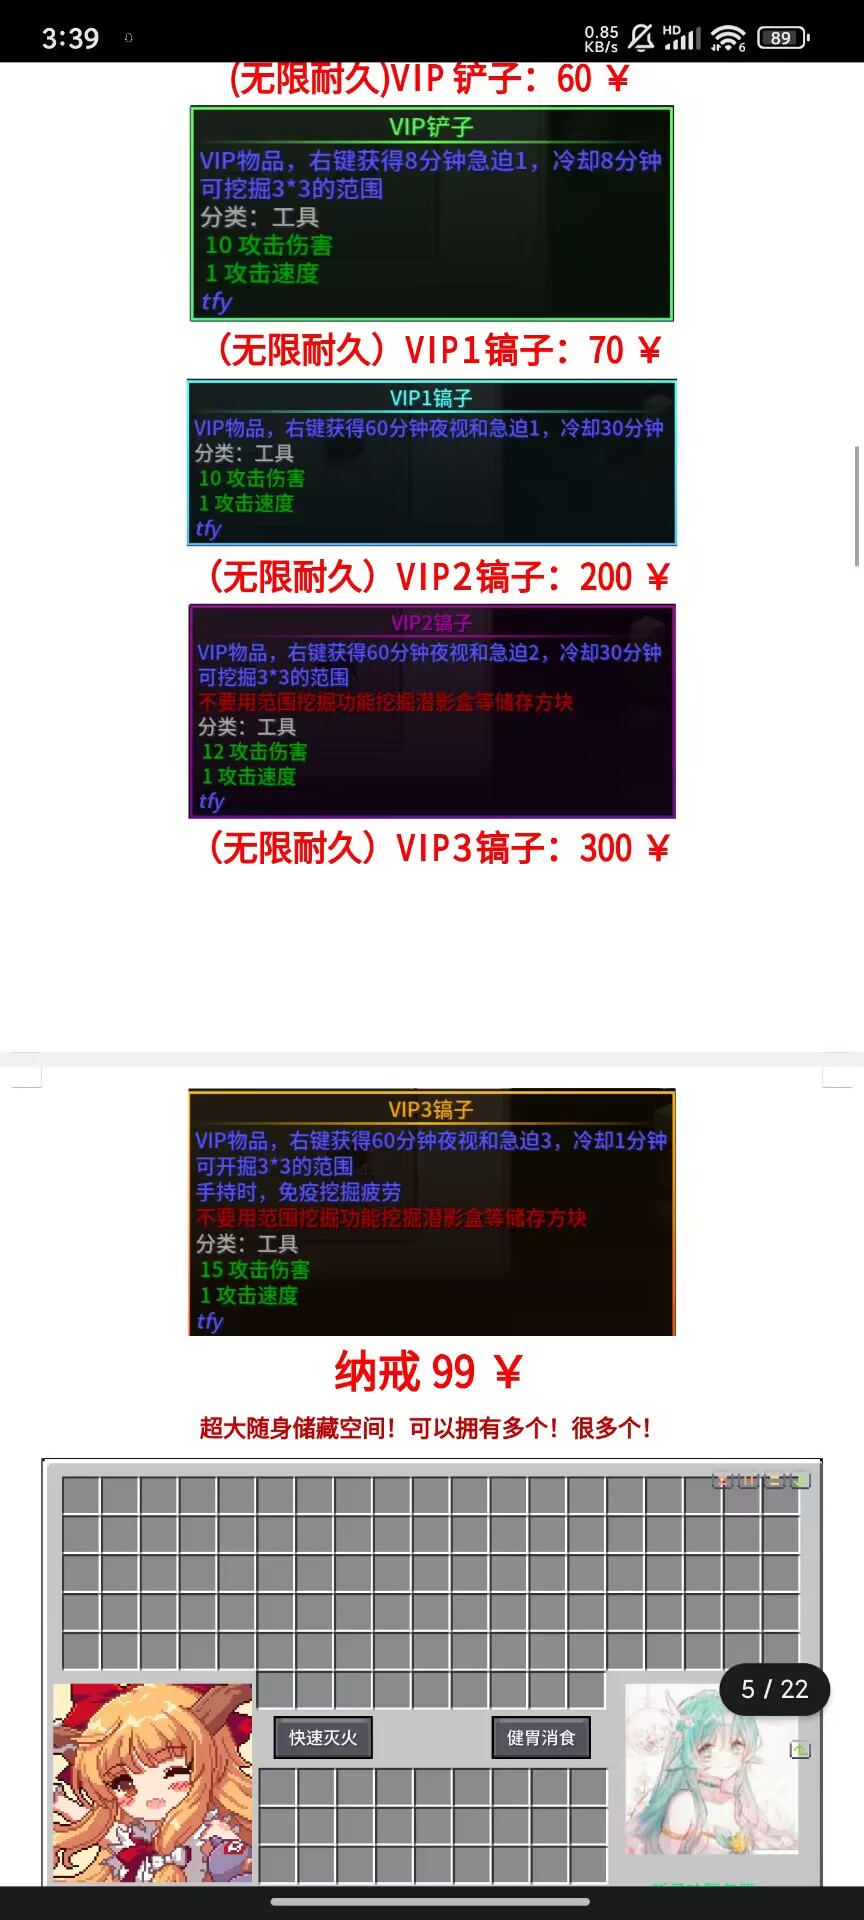 3:39
0.85
KB/s
HD
6
89
(无限耐久)VIP 铲子：60 ￥
VIP铲子
VIP物品，右键获得8分钟急迫1，冷却8分钟
可挖掘3*3的范围
分类：工具
10 攻击伤害
1 攻击速度
tfy
（无限耐久）VIP1镐子：70 ￥
VIP1镐子
VIP物品，右键获得60分钟夜视和急迫1，冷却30分钟
分类：工具
10 攻击伤害
1 攻击速度
tfy
（无限耐久）VIP2镐子：200 ￥
VIP2镐子
VIP物品，右键获得60分钟夜视和急迫2，冷却30分钟
可挖掘3*3的范围
不要用范围挖掘功能挖掘潜影盒等储存方块
分类：工具
12 攻击伤害
1 攻击速度
tfy
（无限耐久）VIP3镐子：300 ￥
VIP3镐子
VIP物品，右键获得60分钟夜视和急迫3，冷却1分钟
可开掘3*3的范围
手持时，免疫挖掘疲劳
不要用范围挖掘功能挖掘潜影盒等储存方块
分类：工具
15 攻击伤害
1 攻击速度
tfy
纳戒 99 ￥
超大随身储藏空间！可以拥有多个！很多个！
5 / 22
快速灭火
健胃消食